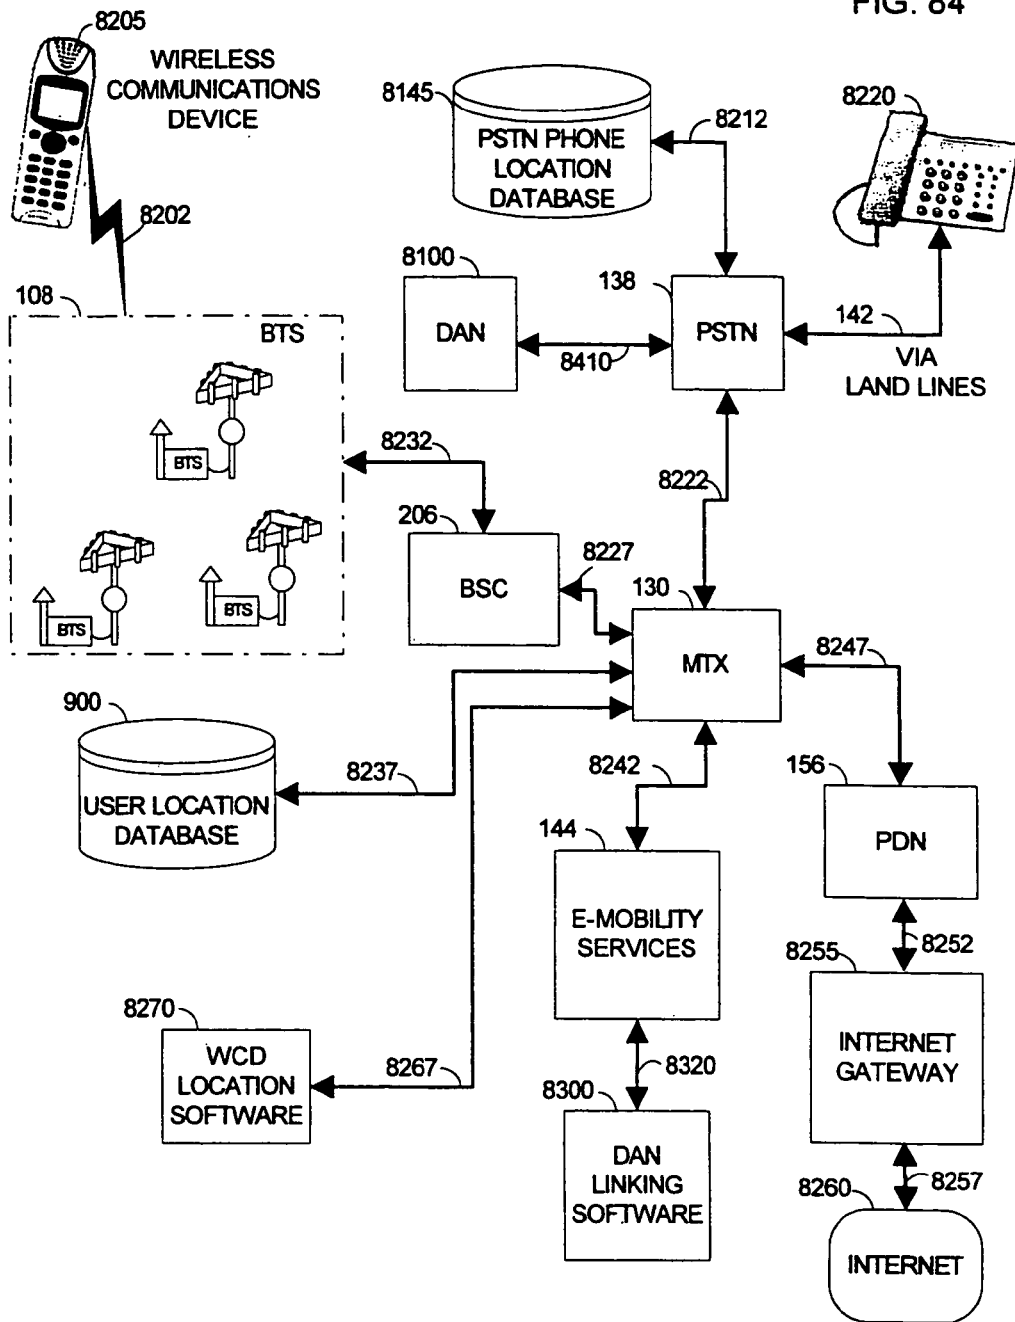 FIG. 84
8205
WIRELESS
COMMUNICATIONS
DEVICE
8202
8145
PSTN PHONE
LOCATION
DATABASE
8212
8220
8100
DAN
8410
138
PSTN
142
VIA
LAND LINES
108
BTS
BTS
BTS
BTS
8232
206
BSC
8227
8222
130
MTX
8247
900
USER LOCATION
DATABASE
8237
8242
156
PDN
144
E-MOBILITY
SERVICES
8252
8255
INTERNET
GATEWAY
8270
WCD
LOCATION
SOFTWARE
8267
8320
8300
DAN
LINKING
SOFTWARE
8257
8260
INTERNET